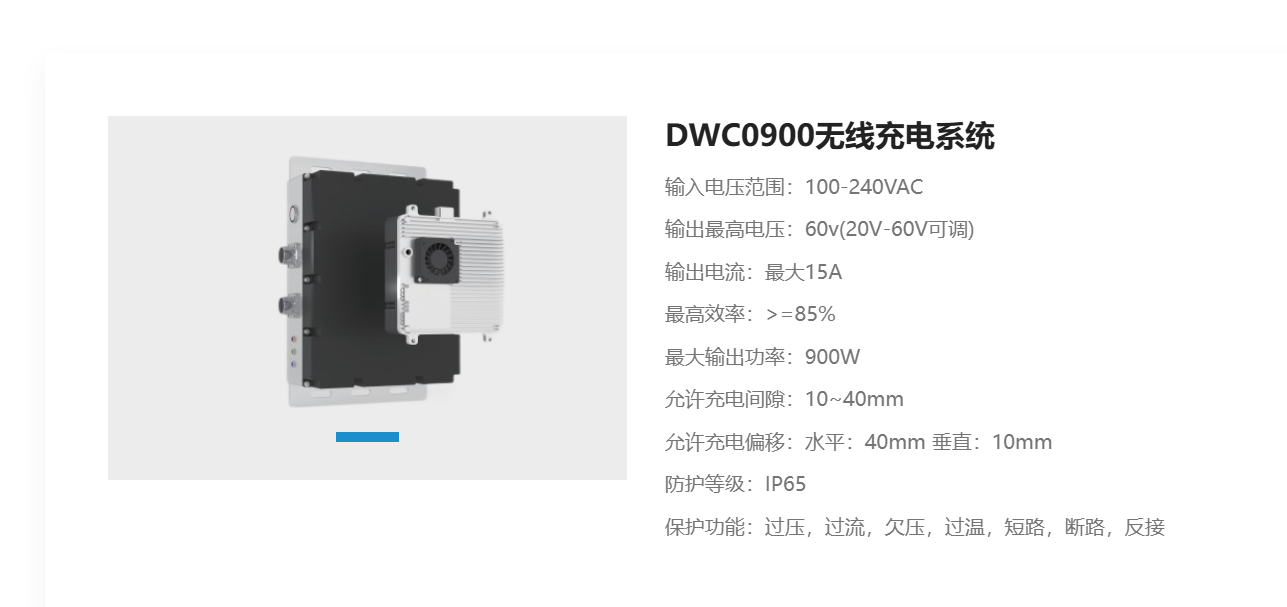 DWC0900无线充电系统
输入电压范围：100-240VAC
输出最高电压：60v(20V-60V可调)
输出电流：最大15A
最高效率：>=85%
最大输出功率：900W
允许充电间隙：10~40mm
允许充电偏移：水平：40mm 垂直：10mm
防护等级：IP65
保护功能：过压，过流，欠压，过温，短路，断路，反接